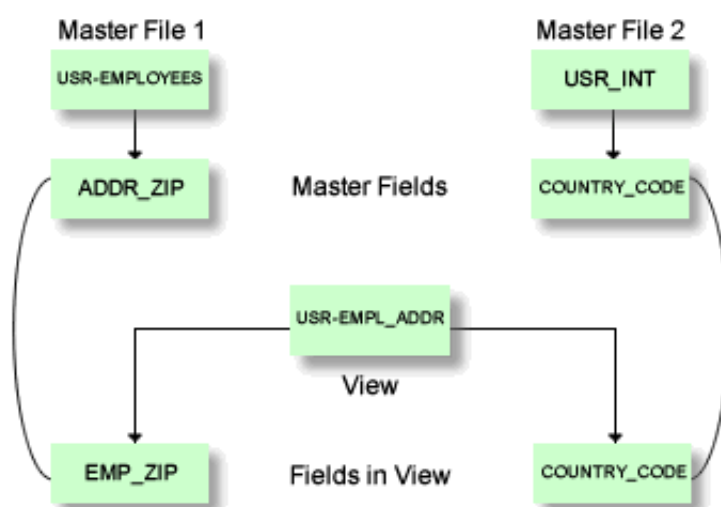 Master File 1
Master File 2
USR-EMPLOYEES
USR_INT
ADDR_ZIP
Master Fields
COUNTRY_CODE
USR-EMPL_ADDR
View
EMP_ZIP
Fields in View
COUNTRY_CODE